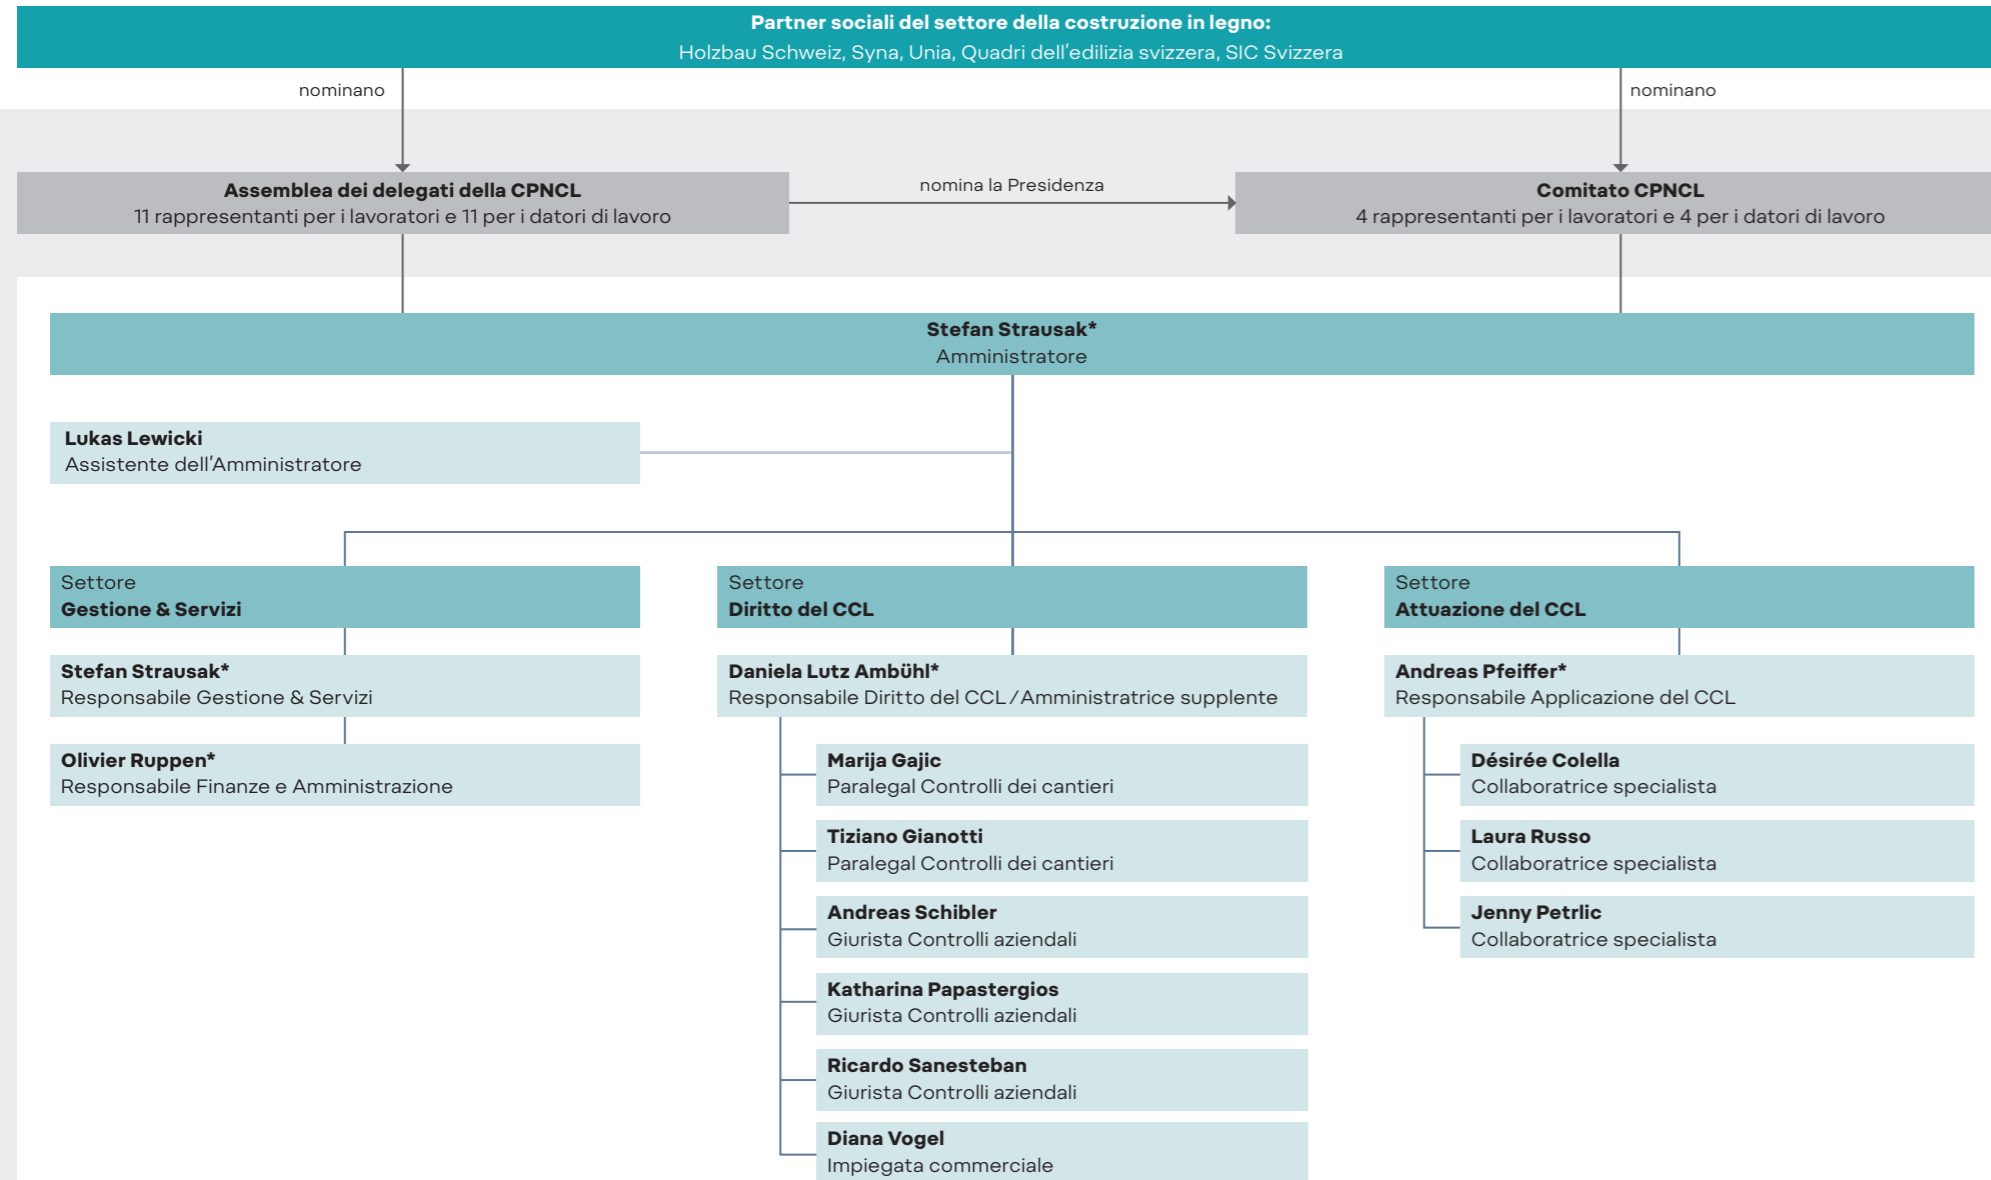 Partner sociali del settore della costruzione in legno:
Holzbau Schweiz, Syna, Unia, Quadri dell'edilizia svizzera, SIC Svizzera
nominano
nominano
Assemblea dei delegati della CPNCL
11 rappresentanti per i lavoratori e 11 per i datori di lavoro
nomina la Presidenza
Comitato CPNCL
4 rappresentanti per i lavoratori e 4 per i datori di lavoro
Stefan Strausak*
Amministratore
Lukas Lewicki
Assistente dell'Amministratore
Settore
Gestione & Servizi
Stefan Strausak*
Responsabile Gestione & Servizi
Olivier Ruppen*
Responsabile Finanze e Amministrazione
Settore
Diritto del CCL
Daniela Lutz Ambühl*
Responsabile Diritto del CCL/Amministratrice supplente
Marija Gajic
Paralegal Controlli dei cantieri
Tiziano Gianotti
Paralegal Controlli dei cantieri
Andreas Schibler
Giurista Controlli aziendali
Katharina Papastergios
Giurista Controlli aziendali
Ricardo Sanesteban
Giurista Controlli aziendali
Diana Vogel
Impiegata commerciale
Settore
Attuazione del CCL
Andreas Pfeiffer*
Responsabile Applicazione del CCL
Désirée Colella
Collaboratrice specialista
Laura Russo
Collaboratrice specialista
Jenny Petrlic
Collaboratrice specialista